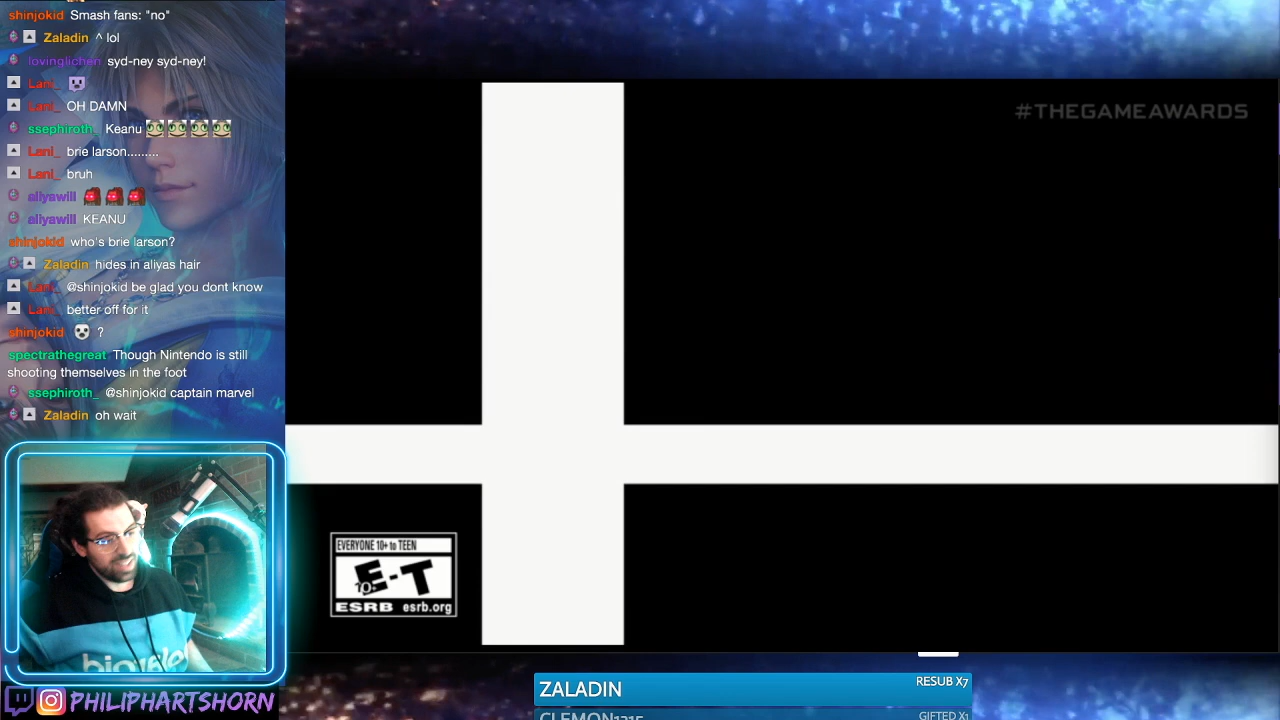 shinjokid Smash fans: "no"
Zaladin ^ lol
lovinglichen syd-ney syd-ney!
Lani_
Lani_ OH DAMN
ssephiroth_ Keanu
Lani_ brie larson.........
Lani_ bruh
aliyawill
aliyawill KEANU
shinjokid who's brie larson?
Zaladin hides in aliyas hair
Lani_ @shinjokid be glad you dont know
Lani_ better off for it
shinjokid ?
spectrathegreat Though Nintendo is still
shooting themselves in the foot
ssephiroth_ @shinjokid captain marvel
Zaladin oh wait
#THEGAMEAWARDS
EVERYONE 10+ to TEEN
E-T
10+
ESRB esrb.org
PHILIPHARTSHORN
ZALADIN RESUB X7
CLEMON1215 GIFTED X1